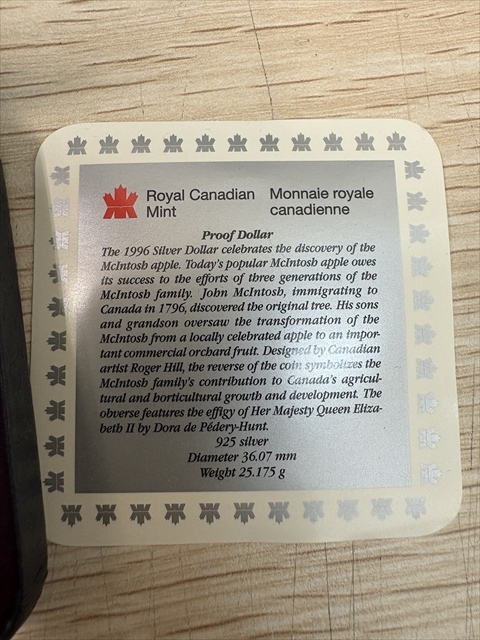 Royal Canadian Mint
Monnaie royale canadienne
Proof Dollar
The 1996 Silver Dollar celebrates the discovery of the
McIntosh apple. Today's popular McIntosh apple owes
its success to the efforts of three generations of the
McIntosh family. John McIntosh, immigrating to
Canada in 1796, discovered the original tree. His sons
and grandson oversaw the transformation of the
McIntosh from a locally celebrated apple to an impor-
tant commercial orchard fruit. Designed by Canadian
artist Roger Hill, the reverse of the coin symbolizes the
McIntosh family's contribution to Canada's agricul-
tural and horticultural growth and development. The
obverse features the effigy of Her Majesty Queen Eliza-
beth II by Dora de Pédery-Hunt.
925 silver
Diameter 36.07 mm
Weight 25.175 g